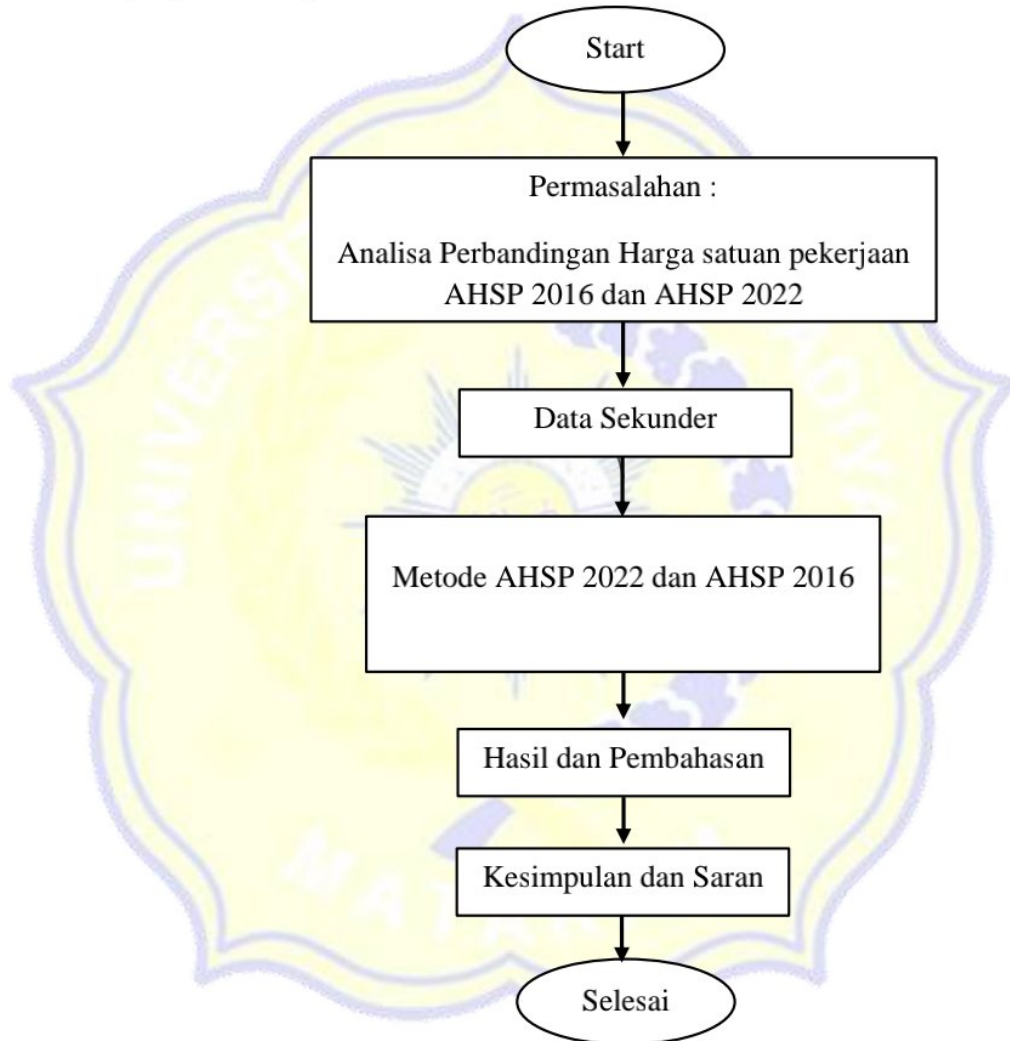 Start
Permasalahan :
Analisa Perbandingan Harga satuan pekerjaan
AHSP 2016 dan AHSP 2022
Data Sekunder
Metode AHSP 2022 dan AHSP 2016
Hasil dan Pembahasan
Kesimpulan dan Saran
Selesai